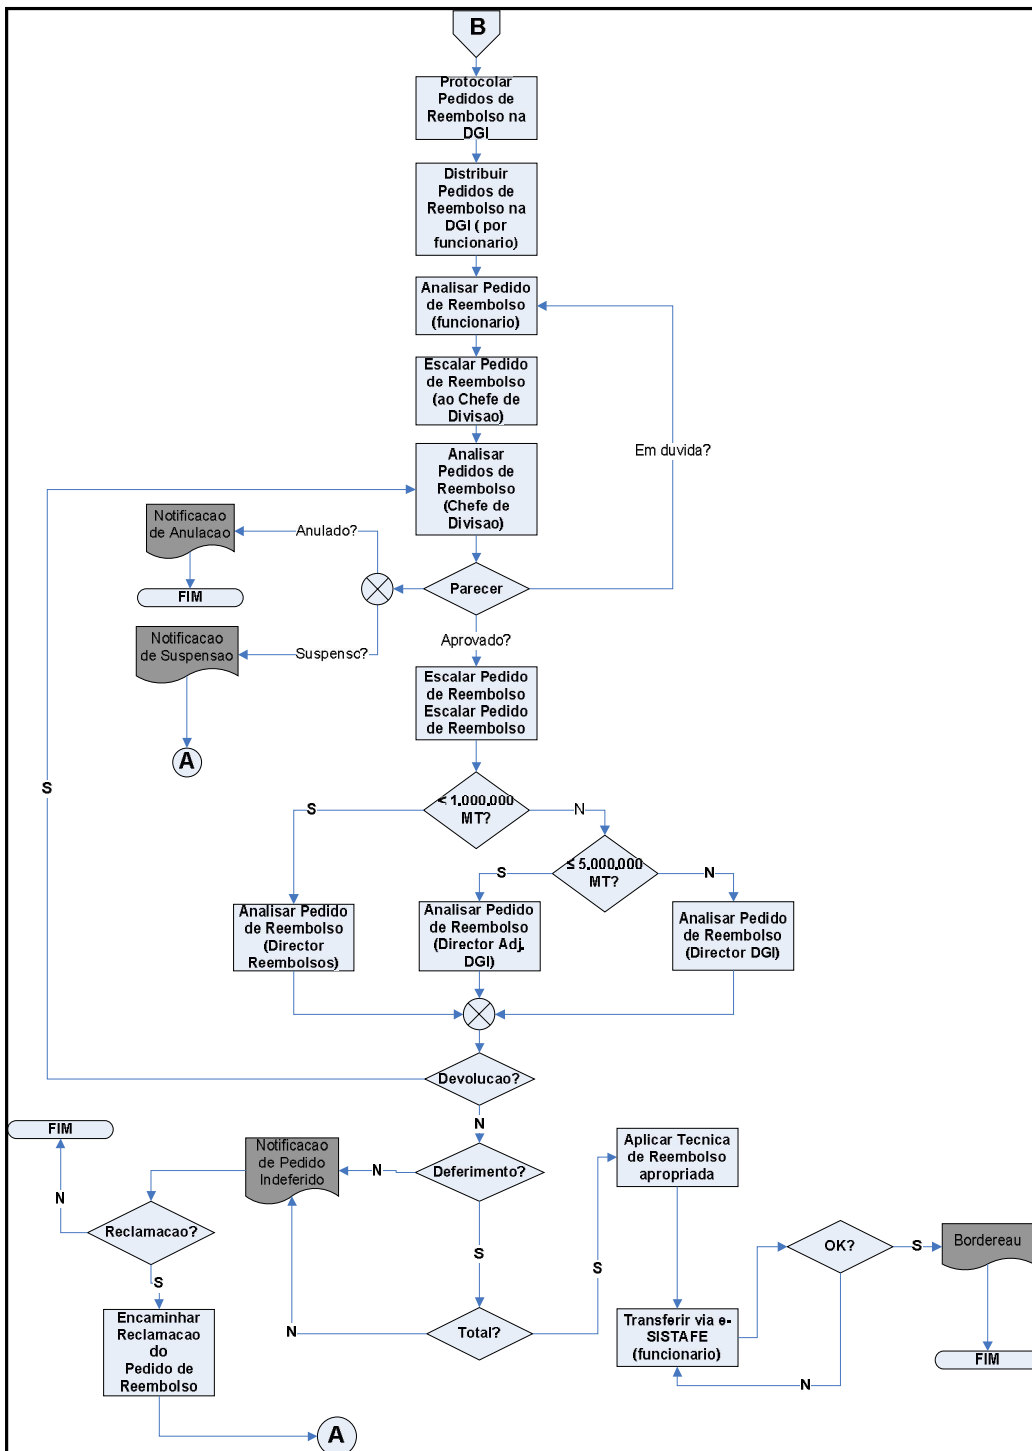 B
Protocolar
Pedidos de
Reembolso na
DGI
Distribuir
Pedidos de
Reembolso na
DGI ( por
funcionario)
Analisar Pedido
de Reembolso
(funcionario)
Escalar Pedido
de Reembolso
(ao Chefe de
Divisao)
Em duvida?
Analisar
Pedidos de
Reembolso
(Chefe de
Divisao)
Notificacao
de Anulacao
Anulado?
FIM
Parecer
Notificacao
de Suspensao
Suspenso?
Aprovado?
A
Escalar Pedido
de Reembolso
Escalar Pedido
de Reembolso
S
< 1.000.000
MT?
S
N
≤ 5.000.000
MT?
S
N
Analisar Pedido
de Reembolso
(Director
Reembolsos)
Analisar Pedido
de Reembolso
(Director Adj.
DGI)
Analisar Pedido
de Reembolso
(Director DGI)
Devolucao?
N
FIM
Notificacao
de Pedido
Indeferido
N
Deferimento?
Aplicar Tecnica
de Reembolso
apropriada
N
Reclamacao?
S
S
S
OK?
S
Bordereau
Encaminhar
Reclamacao
do
Pedido de
Reembolso
N
Total?
Transferir via e-
SISTAFE
(funcionario)
N
FIM
A